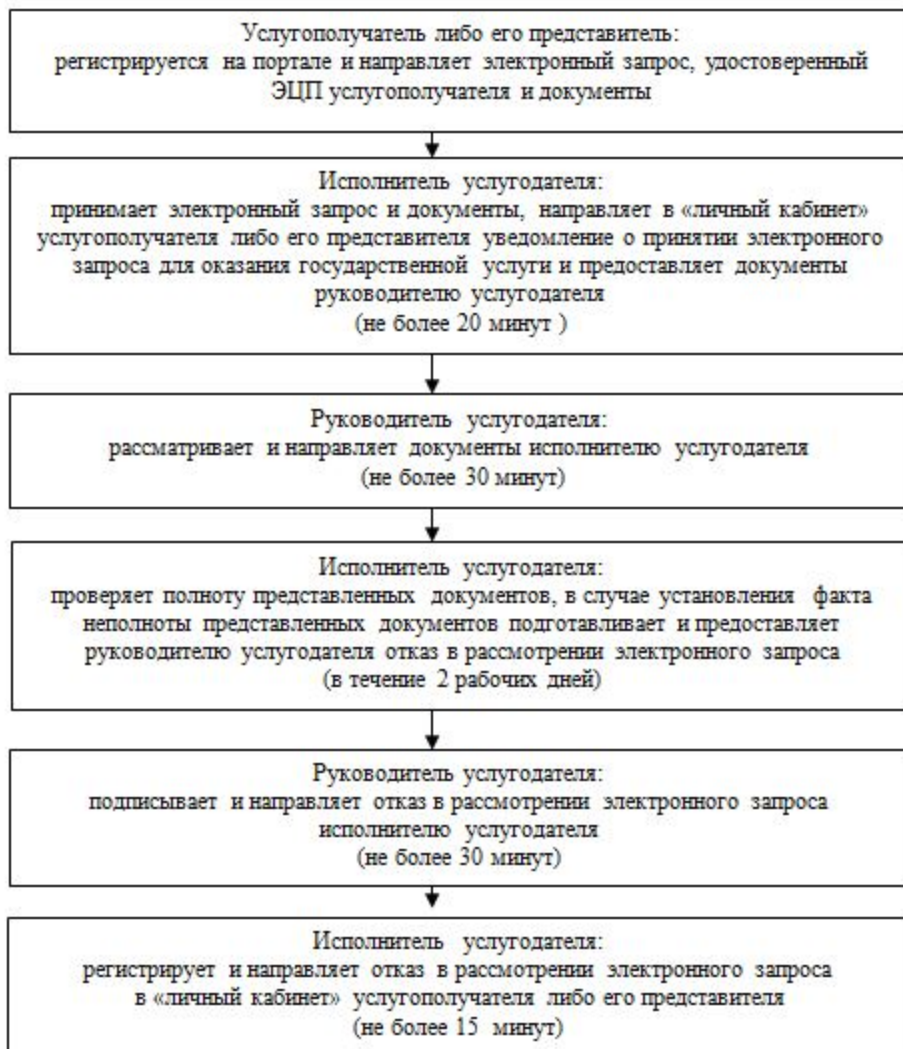 Услугополучатель либо его представитель:
регистрируется на портале и направляет электронный запрос, удостоверенный
ЭЦП услугополучателя и документы
Исполнитель услугодателя:
принимает электронный запрос и документы, направляет в «личный кабинет»
услугополучателя либо его представителя уведомление о принятии электронного
запроса для оказания государственной услуги и предоставляет документы
руководителю услугодателя
(не более 20 минут )
Руководитель услугодателя:
рассматривает и направляет документы исполнителю услугодателя
(не более 30 минут)
Исполнитель услугодателя:
проверяет полноту представленных документов, в случае установления факта
неполноты представленных документов подготавливает и предоставляет
руководителю услугодателя отказ в рассмотрении электронного запроса
(в течение 2 рабочих дней)
Руководитель услугодателя:
подписывает и направляет отказ в рассмотрении электронного запроса
исполнителю услугодателя
(не более 30 минут)
Исполнитель услугодателя:
регистрирует и направляет отказ в рассмотрении электронного запроса
в «личный кабинет» услугополучателя либо его представителя
(не более 15 минут)